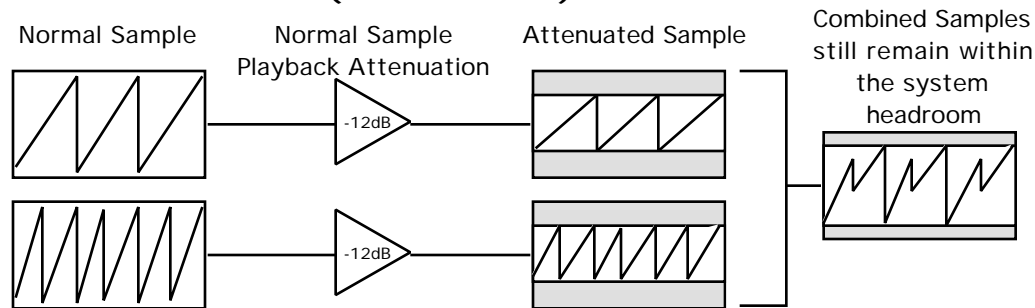 Normal Sample
Normal Sample
Playback Attenuation
Attenuated Sample
Combined Samples
still remain within
the system
headroom
-12dB
-12dB